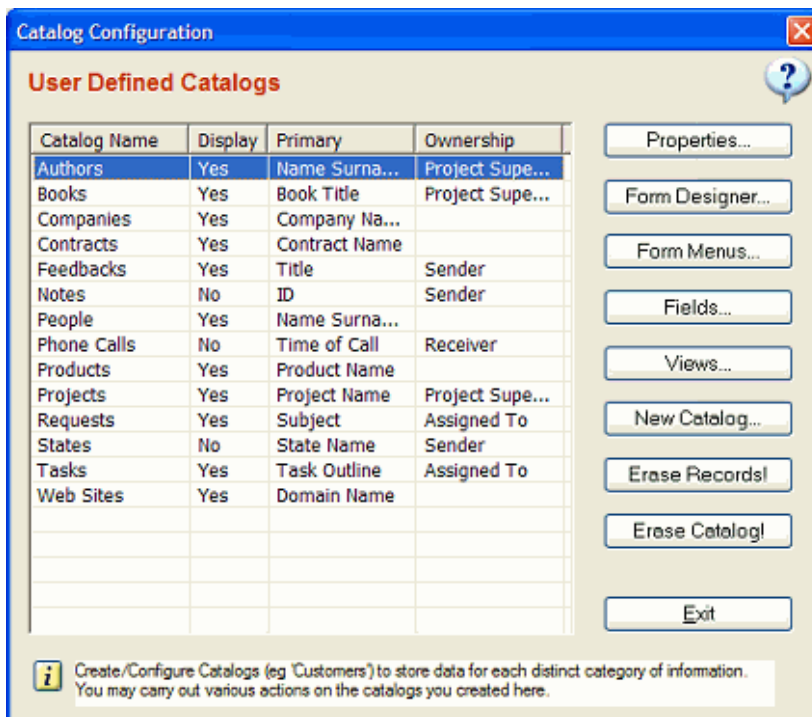 Catalog Configuration
User Defined Catalogs
?
Catalog Name Display Primary Ownership
Authors Yes Name Surna... Project Supe...
Books Yes Book Title Project Supe...
Companies Yes Company Na...
Contracts Yes Contract Name
Feedbacks Yes Title Sender
Notes No ID Sender
People Yes Name Surna...
Phone Calls No Time of Call Receiver
Products Yes Product Name
Projects Yes Project Name Project Supe...
Requests Yes Subject Assigned To
States No State Name Sender
Tasks Yes Task Outline Assigned To
Web Sites Yes Domain Name
Properties...
Form Designer...
Form Menus...
Fields...
Views...
New Catalog...
Erase Records!
Erase Catalog!
Exit
i
Create/Configure Catalogs (eg 'Customers') to store data for each distinct category of information.
You may carry out various actions on the catalogs you created here.